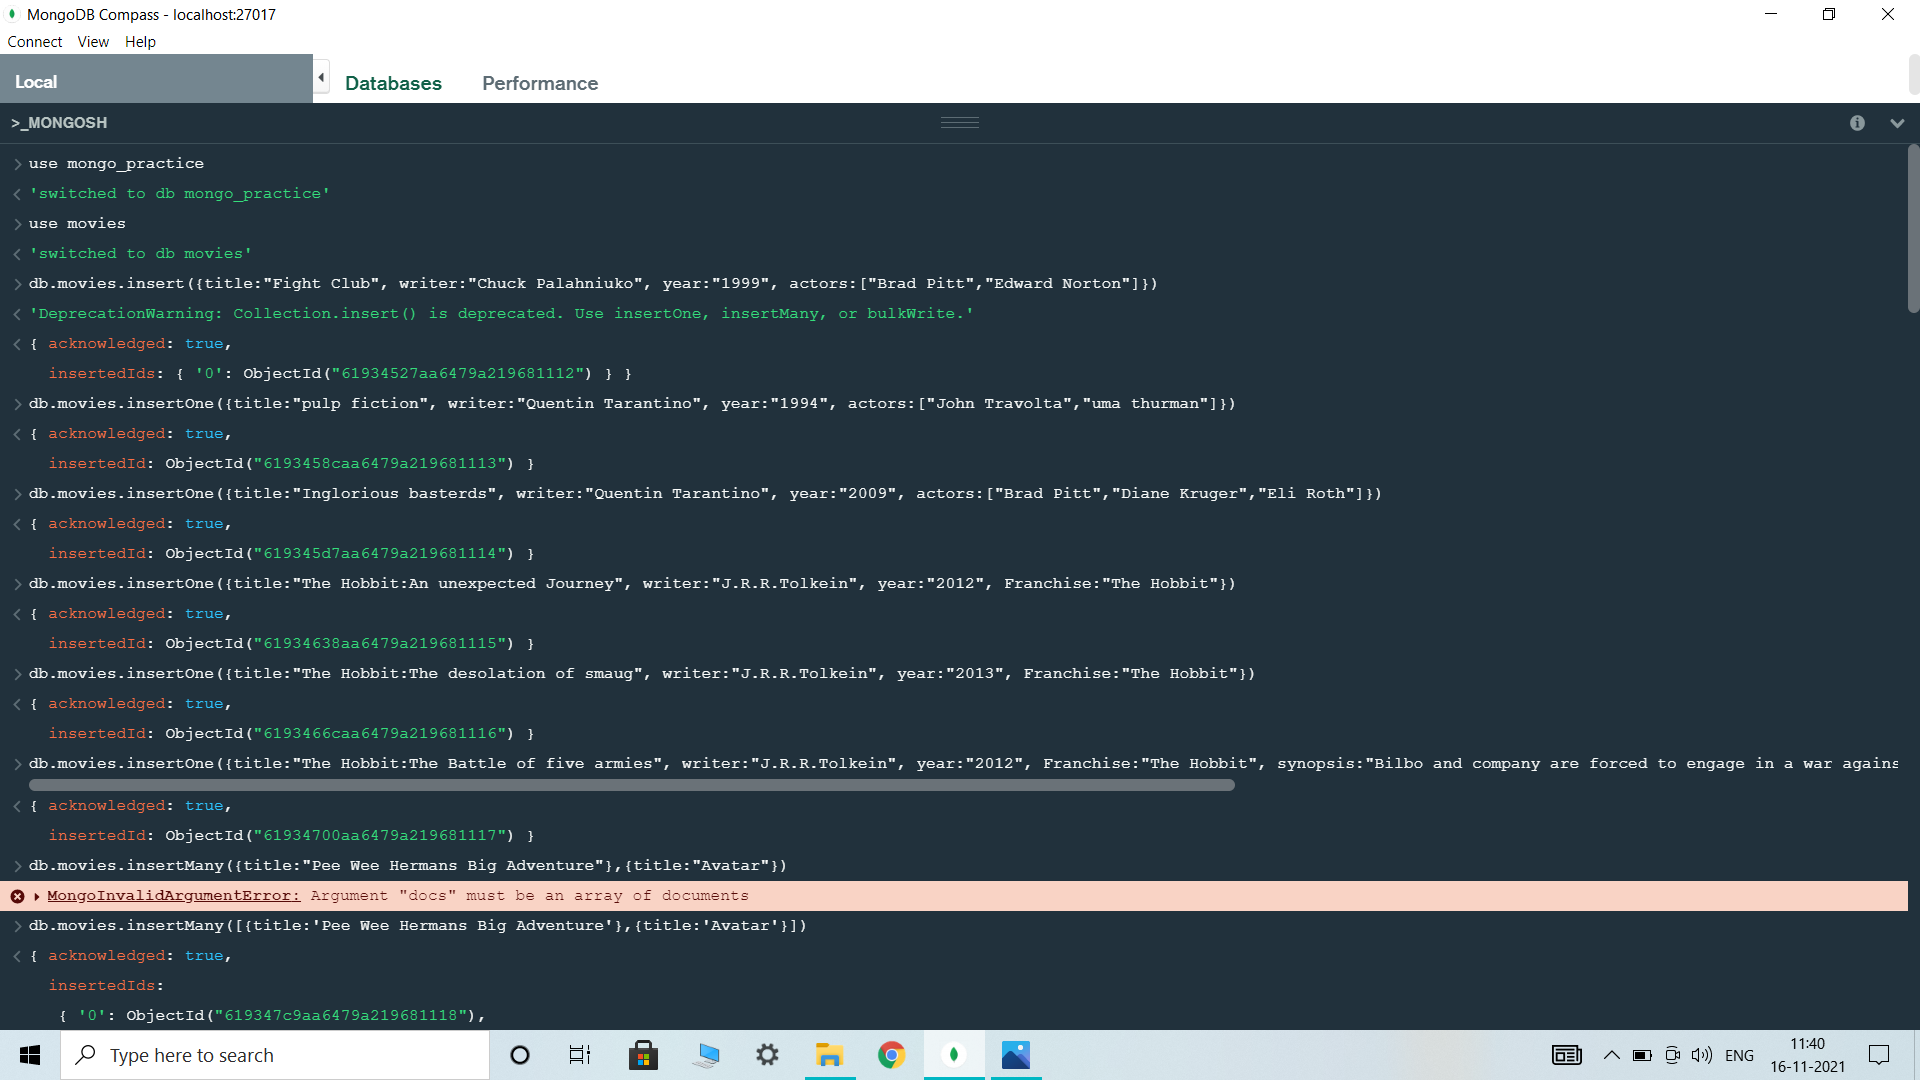 MongoDB Compass - localhost:27017
Connect View Help
Local
Databases Performance
>_MONGOSH
> use mongo_practice
< 'switched to db mongo_practice'
> use movies
< 'switched to db movies'
> db.movies.insert({title:"Fight Club", writer:"Chuck Palahniuko", year:"1999", actors:["Brad Pitt","Edward Norton"]})
< 'DeprecationWarning: Collection.insert() is deprecated. Use insertOne, insertMany, or bulkWrite.'
< { acknowledged: true,
insertedIds: { '0': ObjectId("61934527aa6479a219681112") } }
> db.movies.insertOne({title:"pulp fiction", writer:"Quentin Tarantino", year:"1994", actors:["John Travolta","uma thurman"]})
< { acknowledged: true,
insertedId: ObjectId("6193458caa6479a219681113") }
> db.movies.insertOne({title:"Inglorious basterds", writer:"Quentin Tarantino", year:"2009", actors:["Brad Pitt","Diane Kruger","Eli Roth"]})
< { acknowledged: true,
insertedId: ObjectId("619345d7aa6479a219681114") }
> db.movies.insertOne({title:"The Hobbit:An unexpected Journey", writer:"J.R.R.Tolkein", year:"2012", Franchise:"The Hobbit"})
< { acknowledged: true,
insertedId: ObjectId("61934638aa6479a219681115") }
> db.movies.insertOne({title:"The Hobbit:The desolation of smaug", writer:"J.R.R.Tolkein", year:"2013", Franchise:"The Hobbit"})
< { acknowledged: true,
insertedId: ObjectId("6193466caa6479a219681116") }
> db.movies.insertOne({title:"The Hobbit:The Battle of five armies", writer:"J.R.R.Tolkein", year:"2012", Franchise:"The Hobbit", synopsis:"Bilbo and company are forced to engage in a war agains
< { acknowledged: true,
insertedId: ObjectId("61934700aa6479a219681117") }
> db.movies.insertMany({title:"Pee Wee Hermans Big Adventure"},{title:"Avatar"})
MongoInvalidArgumentError: Argument "docs" must be an array of documents
> db.movies.insertMany([{title:'Pee Wee Hermans Big Adventure'},{title:'Avatar'}])
< { acknowledged: true,
insertedIds:
{ '0': ObjectId("619347c9aa6479a219681118"),
Type here to search
ENG
11:40
16-11-2021